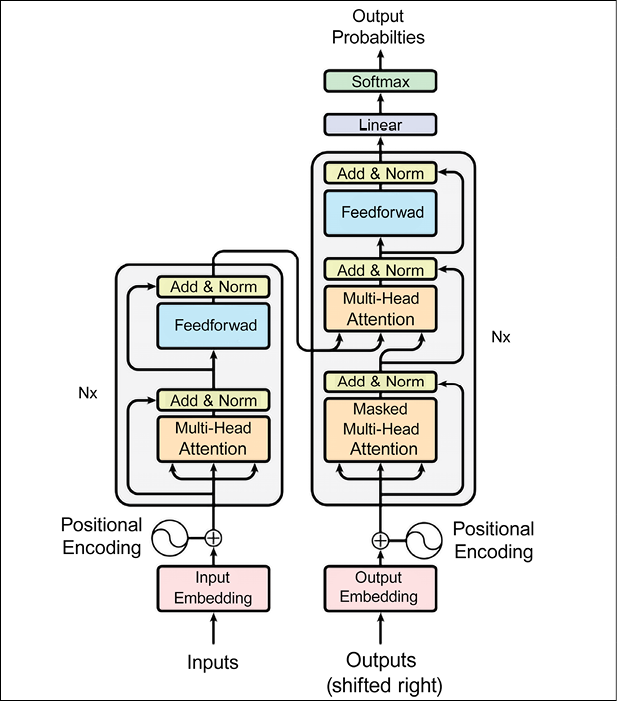 Output
Probabilties
Softmax
Linear
Add & Norm
Feedforwad
Add & Norm
Multi-Head
Attention
Nx
Add & Norm
Masked
Multi-Head
Attention
Add & Norm
Feedforwad
Nx
Add & Norm
Multi-Head
Attention
Positional
Encoding
Positional
Encoding
Input
Embedding
Output
Embedding
Inputs
Outputs
(shifted right)